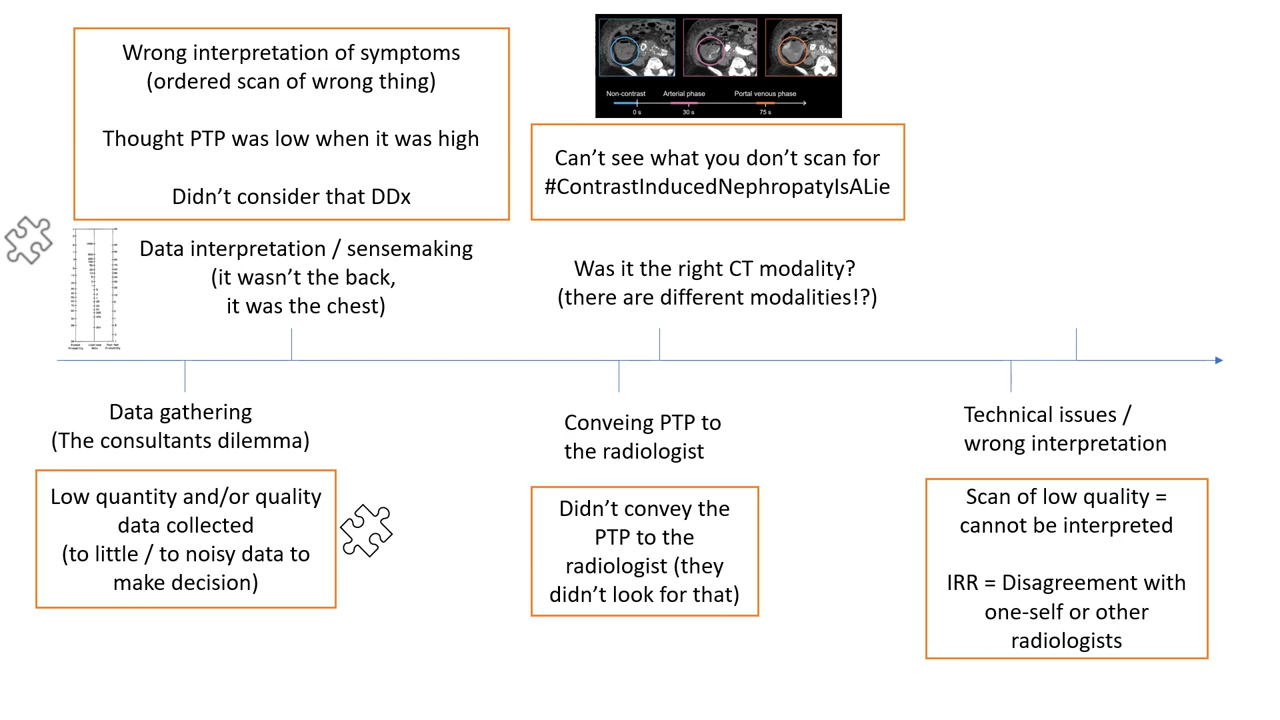 Wrong interpretation of symptoms
(ordered scan of wrong thing)
Thought PTP was low when it was high
Didn't consider that DDx
Non-contrast
Arterial phase
Portal venous phase
0 s
30 s
75 s
Can't see what you don't scan for
#ContrastInducedNephropatyIsALie
Data interpretation / sensemaking
(it wasn't the back,
it was the chest)
Was it the right CT modality?
(there are different modalities!?)
Data gathering
(The consultants dilemma)
Low quantity and/or quality
data collected
(to little / to noisy data to
make decision)
Conveing PTP to
the radiologist
Didn't convey the
PTP to the
radiologist (they
didn't look for that)
Technical issues /
wrong interpretation
Scan of low quality =
cannot be interpreted
IRR = Disagreement with
one-self or other
radiologists